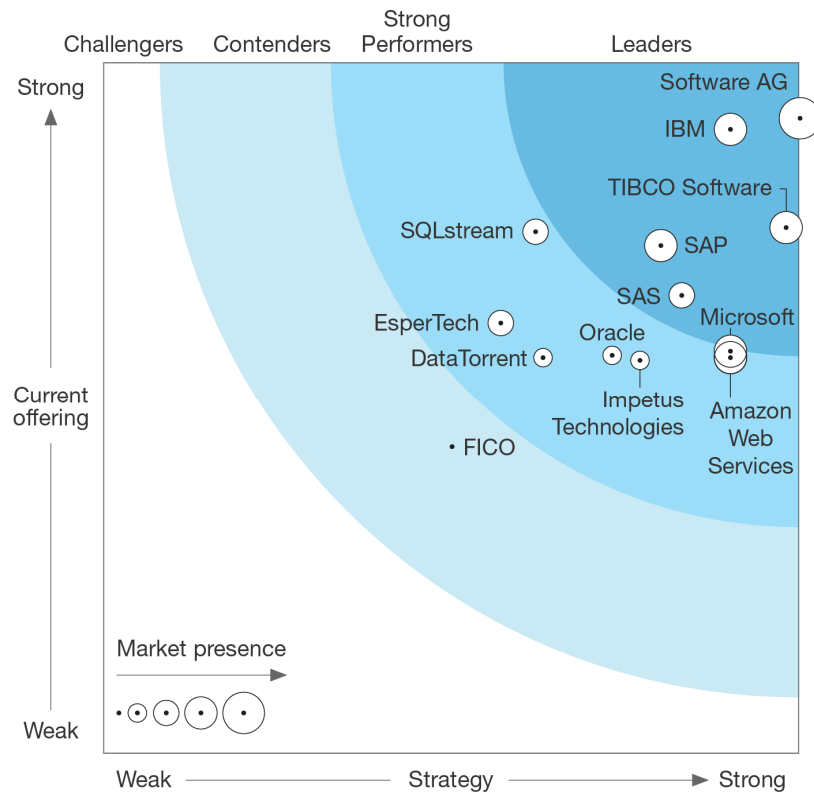 Strong
Challengers Contenders Performers Leaders
Strong
Software AG
IBM
TIBCO Software
SQLstream
SAP
SAS
Microsoft
EsperTech
Oracle
DataTorrent
Impetus
Technologies
Amazon
Web
Services
Current
offering
FICO
Market presence
Weak
Weak Strategy Strong